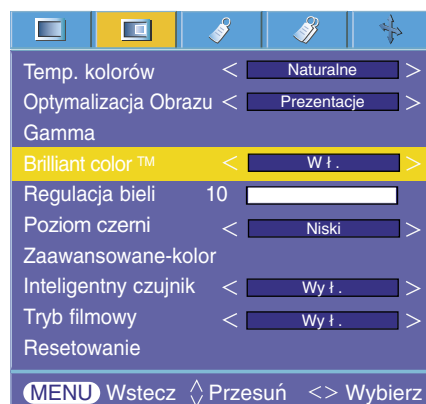 Temp. kolorów < Naturalne >
Optymalizacja Obrazu < Prezentacje >
Gamma
Brilliant color ™ < Wł. >
Regulacja bieli 10
Poziom czerni < Niski >
Zaawansowane-kolor
Inteligentny czujnik < Wył. >
Tryb filmowy < Wył. >
Resetowanie
MENU Wstecz Przesuń <> Wybierz